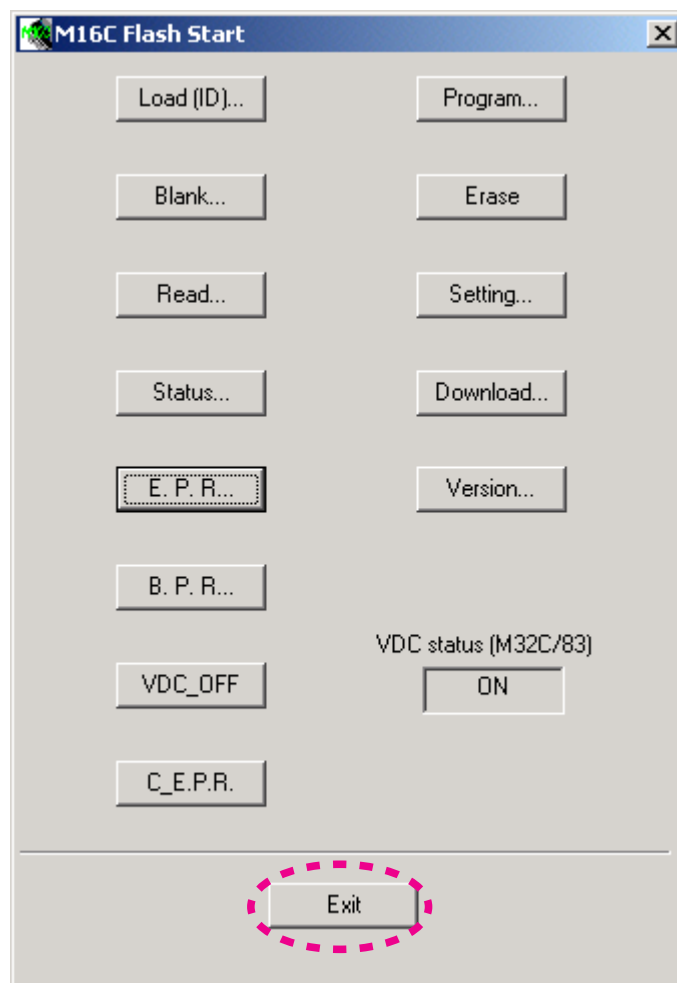 M16C Flash Start
Load (ID)...
Program...
Blank...
Erase
Read...
Setting...
Status...
Download...
E. P. R...
Version...
B. P. R...
VDC status (M32C/83)
VDC_OFF
ON
C_E.P.R.
Exit